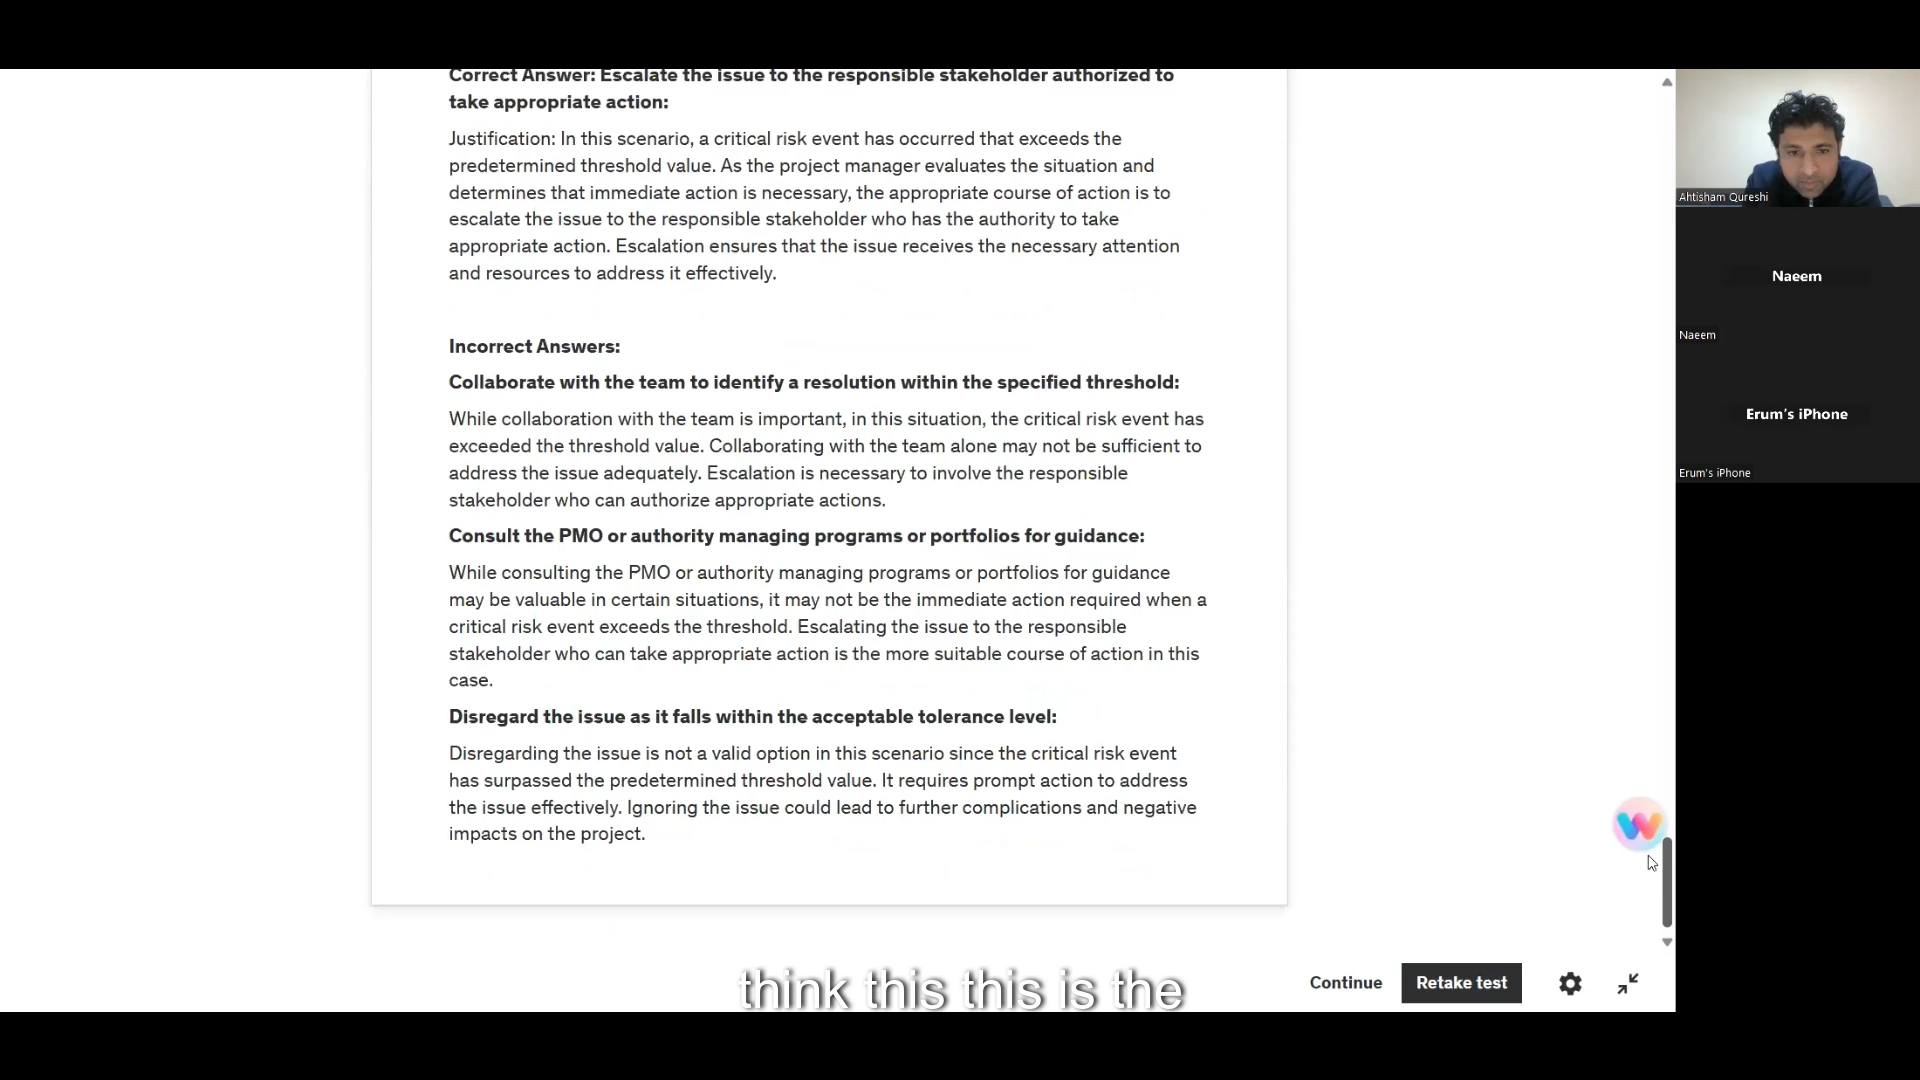 Correct Answer: Escalate the issue to the responsible stakeholder authorized to
take appropriate action:
Justification: In this scenario, a critical risk event has occurred that exceeds the
predetermined threshold value. As the project manager evaluates the situation and
determines that immediate action is necessary, the appropriate course of action is to
escalate the issue to the responsible stakeholder who has the authority to take
appropriate action. Escalation ensures that the issue receives the necessary attention
and resources to address it effectively.
Incorrect Answers:
Collaborate with the team to identify a resolution within the specified threshold:
While collaboration with the team is important, in this situation, the critical risk event has
exceeded the threshold value. Collaborating with the team alone may not be sufficient to
address the issue adequately. Escalation is necessary to involve the responsible
stakeholder who can authorize appropriate actions.
Consult the PMO or authority managing programs or portfolios for guidance:
While consulting the PMO or authority managing programs or portfolios for guidance
may be valuable in certain situations, it may not be the immediate action required when a
critical risk event exceeds the threshold. Escalating the issue to the responsible
stakeholder who can take appropriate action is the more suitable course of action in this
case.
Disregard the issue as it falls within the acceptable tolerance level:
Disregarding the issue is not a valid option in this scenario since the critical risk event
has surpassed the predetermined threshold value. It requires prompt action to address
the issue effectively. Ignoring the issue could lead to further complications and negative
impacts on the project.
Continue
Retake test
think this this is the
Ahtisham Qureshi
Naeem
Naeem
Erum's iPhone
Erum's iPhone